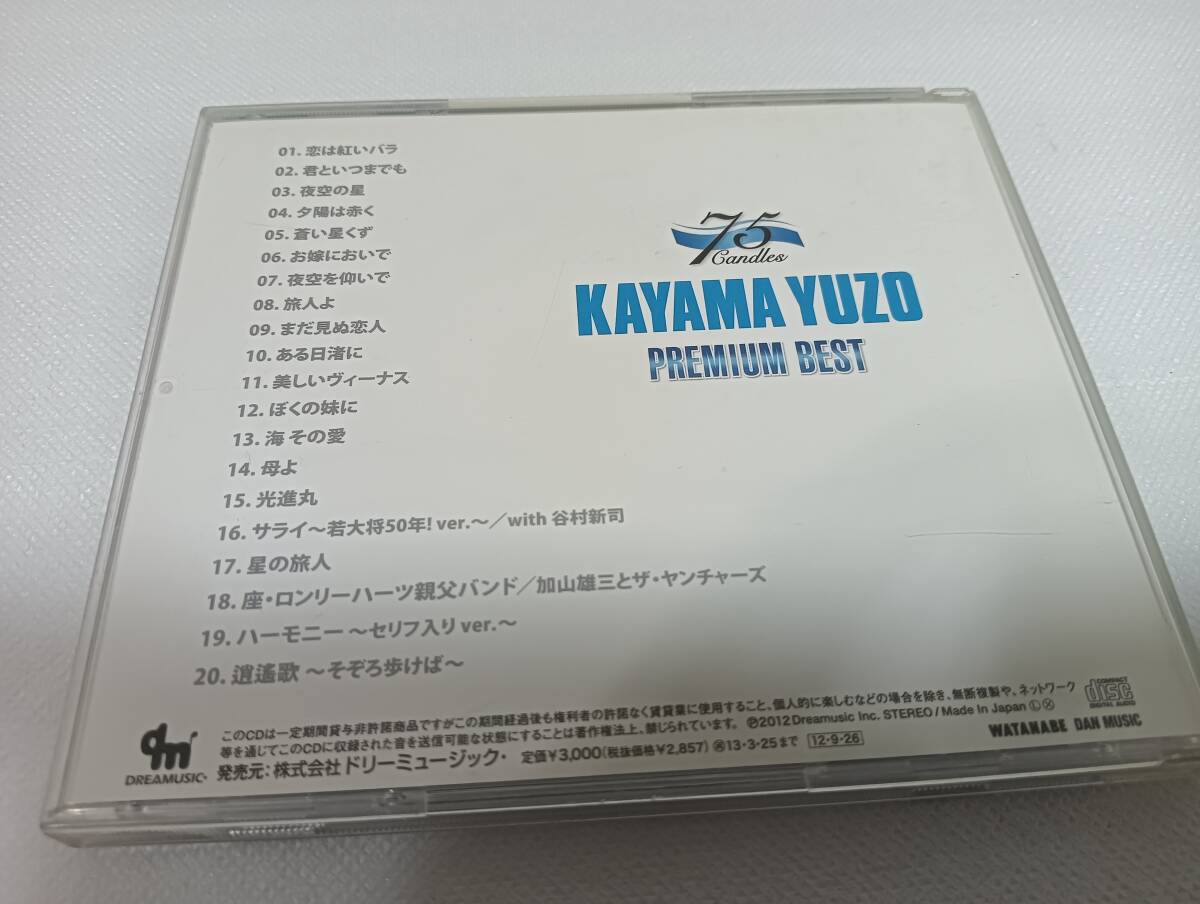 01. 恋は紅いバラ
02. 君といつまでも
03. 夜空の星
04. 夕陽は赤く
05. 蒼い星くず
06. お嫁においで
07. 夜空を仰いで
08. 旅人よ
09. まだ見ぬ恋人
10. ある日渚に
11. 美しいヴィーナス
12. ぼくの妹に
13. 海 その愛
14. 母よ
15. 光進丸
16. サライ～若大将50年! ver.～／with 谷村新司
17. 星の旅人
18. 座・ロンリーハーツ親父バンド／加山雄三とザ・ヤンチャーズ
19. ハーモニー ～セリフ入り ver.～
20. 逍遙歌 ～そぞろ歩けば～
75
Candles
KAYAMA YUZO
PREMIUM BEST
dm
DREAMUSIC・
このCDは一定期間貸与非許諾商品ですがこの期間経過後も権利者の許諾なく賃貸業に使用すること、個人的に楽しむなどの場合を除き、無断複製や、ネットワーク
等を通じてこのCDに収録された音を送信可能な状態にすることは著作権法上、禁じられています。 ℗2012 Dreamusic Inc. STEREO / Made in Japan Ⓛ Ⓧ
発売元: 株式会社ドリーミュージック・ 定価¥3,000(税抜価格¥2,857) ㋹13・3・25まで 12・9・26
COMPACT
disc
DIGITAL AUDIO
WATANABE DAN MUSIC